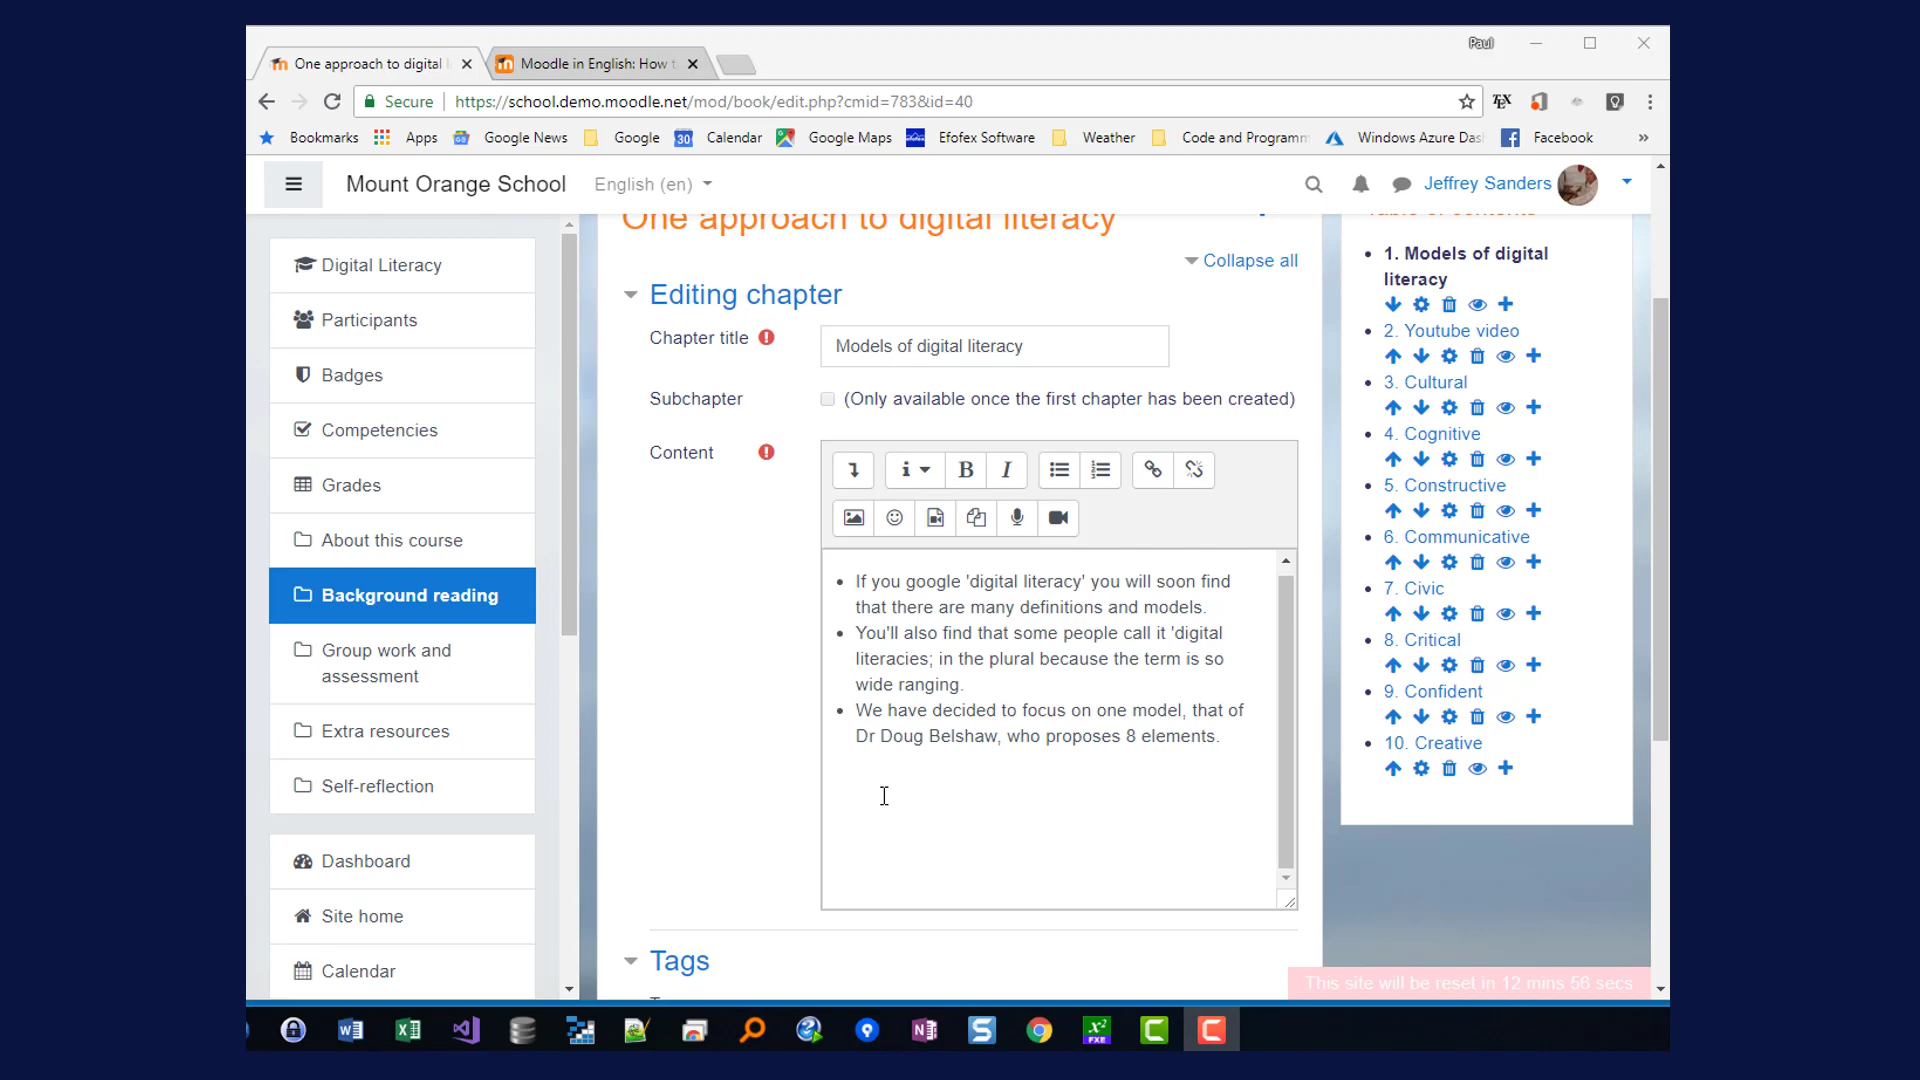 Paul
One approach to digital l
Moodle in English: How t
Secure
https://school.demo.moodle.net/mod/book/edit.php?cmid=783&id=40
Bookmarks
Apps
Google News
Google
30
Calendar
Google Maps
Efofex Software
Weather
Code and Programm
Windows Azure Das
Facebook
»
Mount Orange School
English (en)
Jeffrey Sanders
Digital Literacy
Participants
Badges
Competencies
Grades
About this course
Background reading
Group work and
assessment
Extra resources
Self-reflection
Dashboard
Site home
Calendar
One approach to digital literacy
Collapse all
Editing chapter
Chapter title
Models of digital literacy
Subchapter
(Only available once the first chapter has been created)
Content
i
B
I
• If you google 'digital literacy' you will soon find
that there are many definitions and models.
• You'll also find that some people call it 'digital
literacies; in the plural because the term is so
wide ranging.
• We have decided to focus on one model, that of
Dr Doug Belshaw, who proposes 8 elements.
Tags
Table of contents
1. Models of digital
literacy
2. Youtube video
3. Cultural
4. Cognitive
5. Constructive
6. Communicative
7. Civic
8. Critical
9. Confident
10. Creative
This site will be reset in 12 mins 56 secs